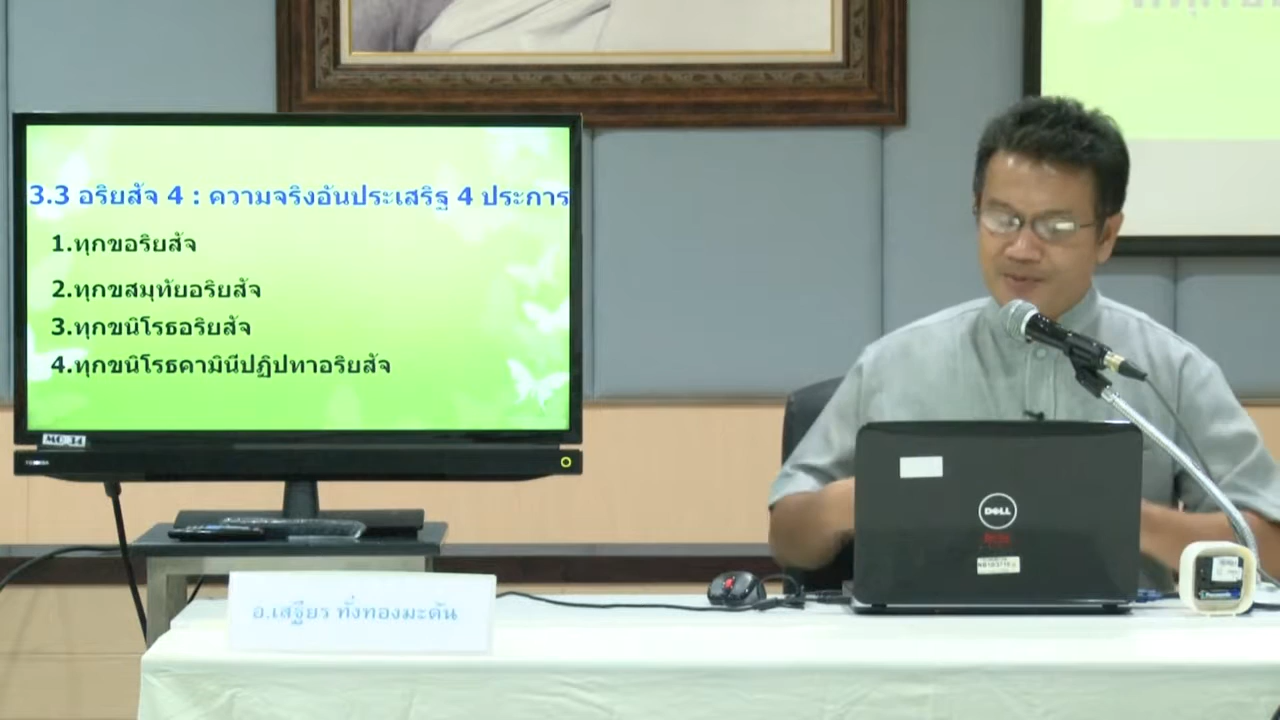 3.3 อริยสัจ 4 : ความจริงอันประเสริฐ 4 ประการ
1.ทุกขอริยสัจ
2.ทุกขสมุทัยอริยสัจ
3.ทุกขนิโรธอริยสัจ
4.ทุกขนิโรธคามินีปฏิปทาอริยสัจ
MC 34
TOSHIBA
DELL
อ.เสฐียร ทั่งทองมะดัน
Panasonic